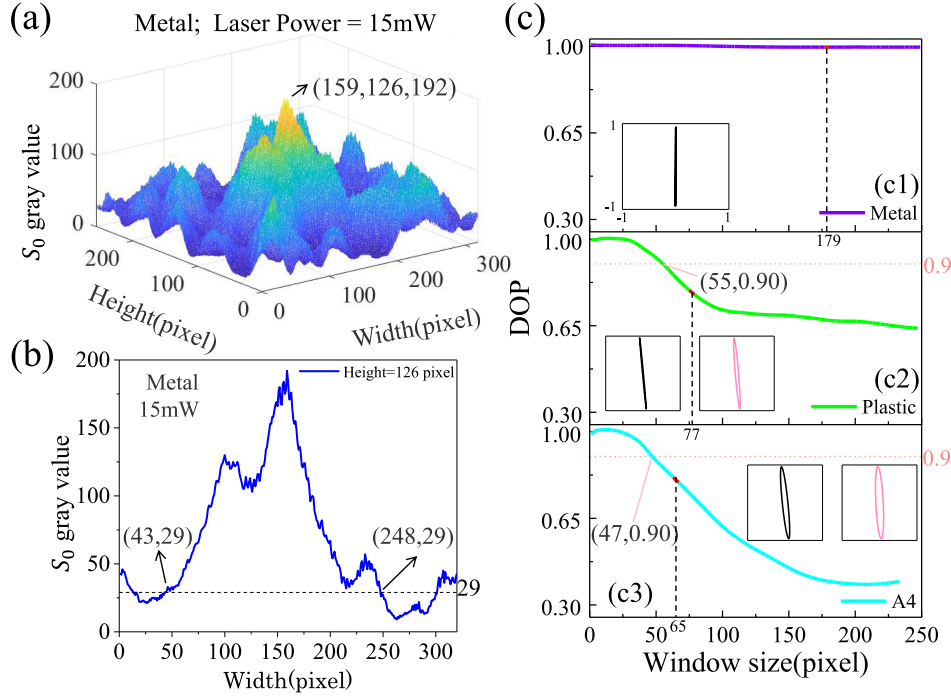 (a)
Metal; Laser Power = 15mW
(159,126,192)
200
100
0
S0 gray value
200
100
0
Height(pixel)
0
100
200
300
Width(pixel)
(b)
200
150
100
50
0
S0 gray value
Metal
15mW
Height=126 pixel
(43,29)
(248,29)
29
0
50
100
150
200
250
300
Width(pixel)
(c)
1.00
0.65
0.30
1
-1
-1
1
(c1)
Metal
179
1.00
0.9
(55,0.90)
0.65
0.30
(c2)
Plastic
77
DOP
1.00
0.9
0.65
(47,0.90)
0.30
(c3)
A4
0
50
65
100
150
200
250
Window size(pixel)